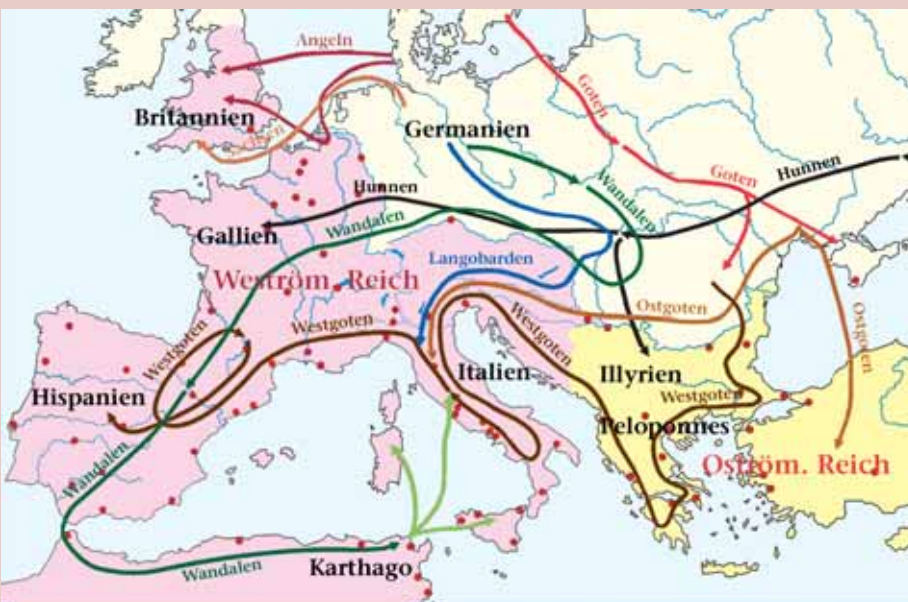 Angeln
Britannien
Sachsen
Germanien
Goten
Goten
Hunnen
Hunnen
Wandalen
Wandalen
Gallien
Langobarden
Weström. Reich
Ostgoten
Ostgoten
Westgoten
Westgoten
Westgoten
Italien
Illyrien
Hispanien
Westgoten
Peloponnes
Oström. Reich
Wandalen
Wandalen
Karthago